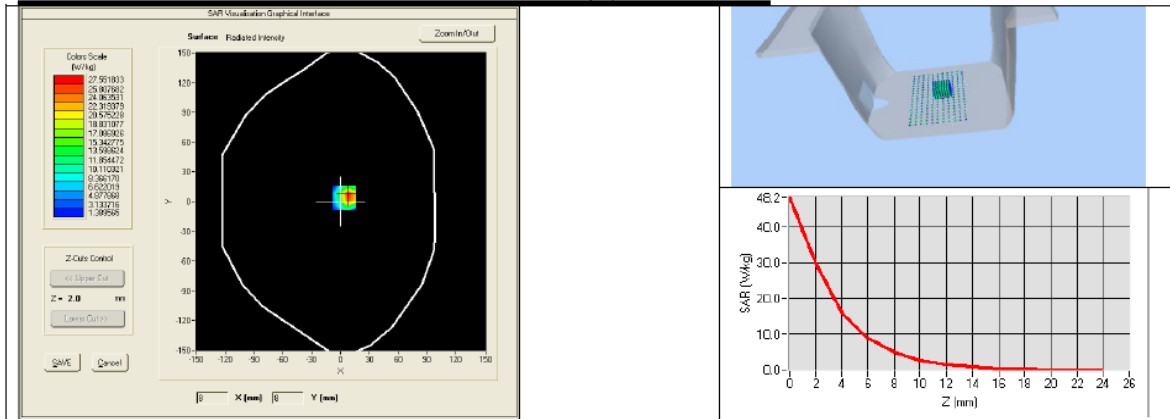 SAR Visualisation Graphical Interface
Surface Radiated Intensity
Zoom In/Out
Colors Scale
(W/kg)
27.551833
25.807682
24.063531
22.319379
20.575228
18.831077
17.086926
15.342775
13.598624
11.854472
10.110321
8.366170
6.622019
4.877868
3.133716
1.389565
150
120
90
60
30
0
-30
-60
-90
-120
-150
Y
-150 -120 -90 -60 -30 0 30 60 90 120 150
X
Z-Cuts Control
<< Upper Cut
Z = 2.0 mm
Lower Cut >>
SAVE Cancel
8 X (mm) 8 Y (mm)
48.2
40.0
30.0
20.0
10.0
0.0
SAR (W/kg)
0 2 4 6 8 10 12 14 16 18 20 22 24 26
Z (mm)